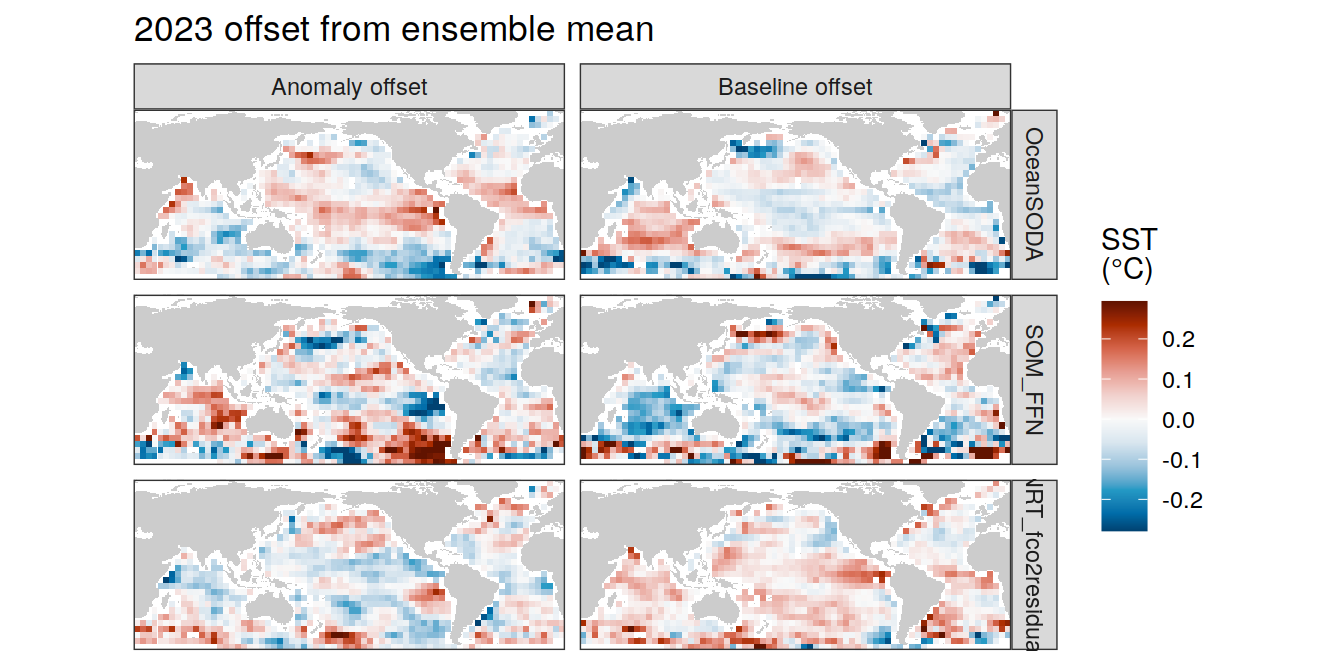 2023 offset from ensemble mean
Anomaly offset
Baseline offset
OceanSODA
SOM_FFN
NRT_fco2residua
SST
(°C)
0.2
0.1
0.0
-0.1
-0.2